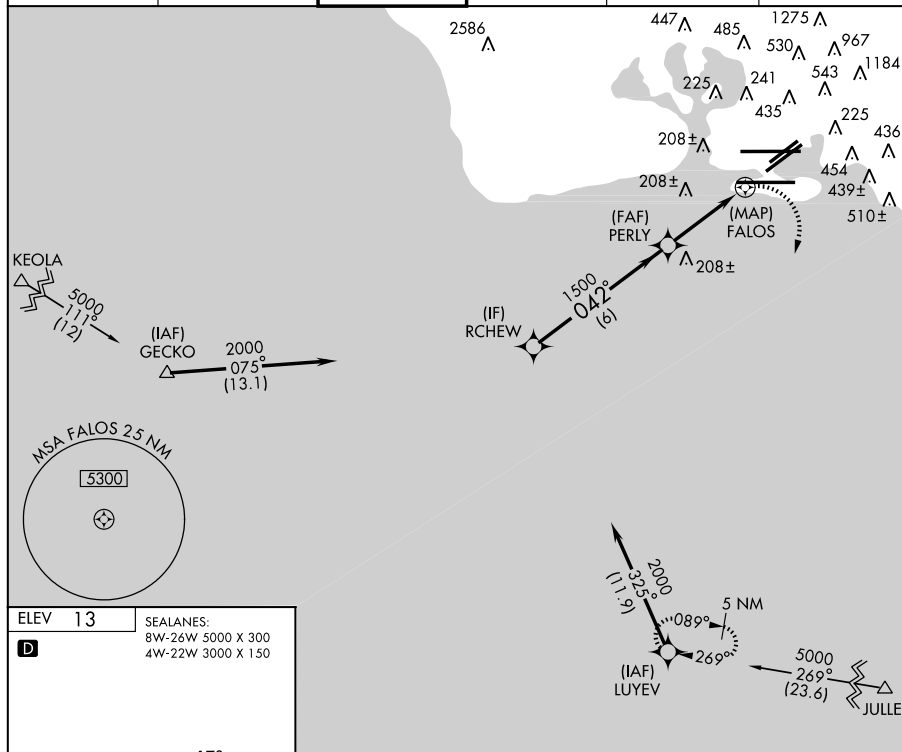 2586
447
485
1275
530
967
1184
225
241
435
543
225
436
208±
454
208±
439±
510±
(MAP)
FALOS
(FAF)
PERLY
208±
KEOLA
5000
111°
(12)
(IAF)
GECKO
2000
075°
(13.1)
1500
042°
(6)
(IF)
RCHEW
MSA FALOS 25 NM
5300
2000
325°
(11.9)
5 NM
089°
269°
(IAF)
LUYEV
5000
269°
(23.6)
JULLE
ELEV 13
D
SEALANES:
8W-26W 5000 X 300
4W-22W 3000 X 150